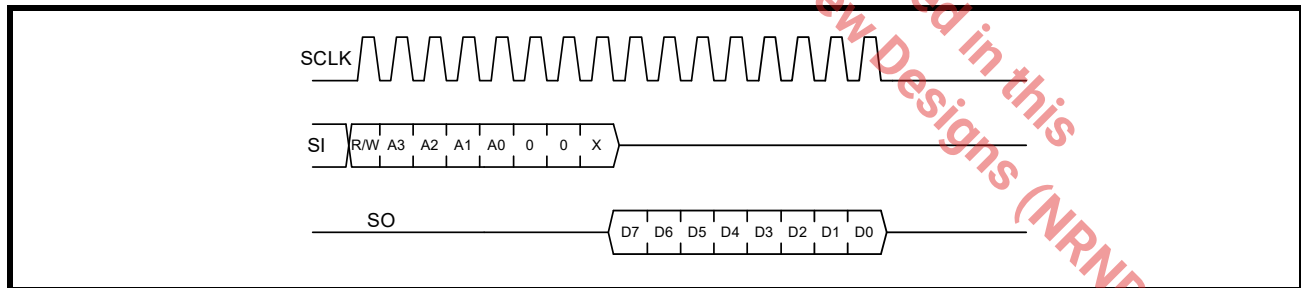 SCLK
SI R/W A3 A2 A1 A0 0 0 X
SO D7 D6 D5 D4 D3 D2 D1 D0
ed in this
ew Designs (NRND